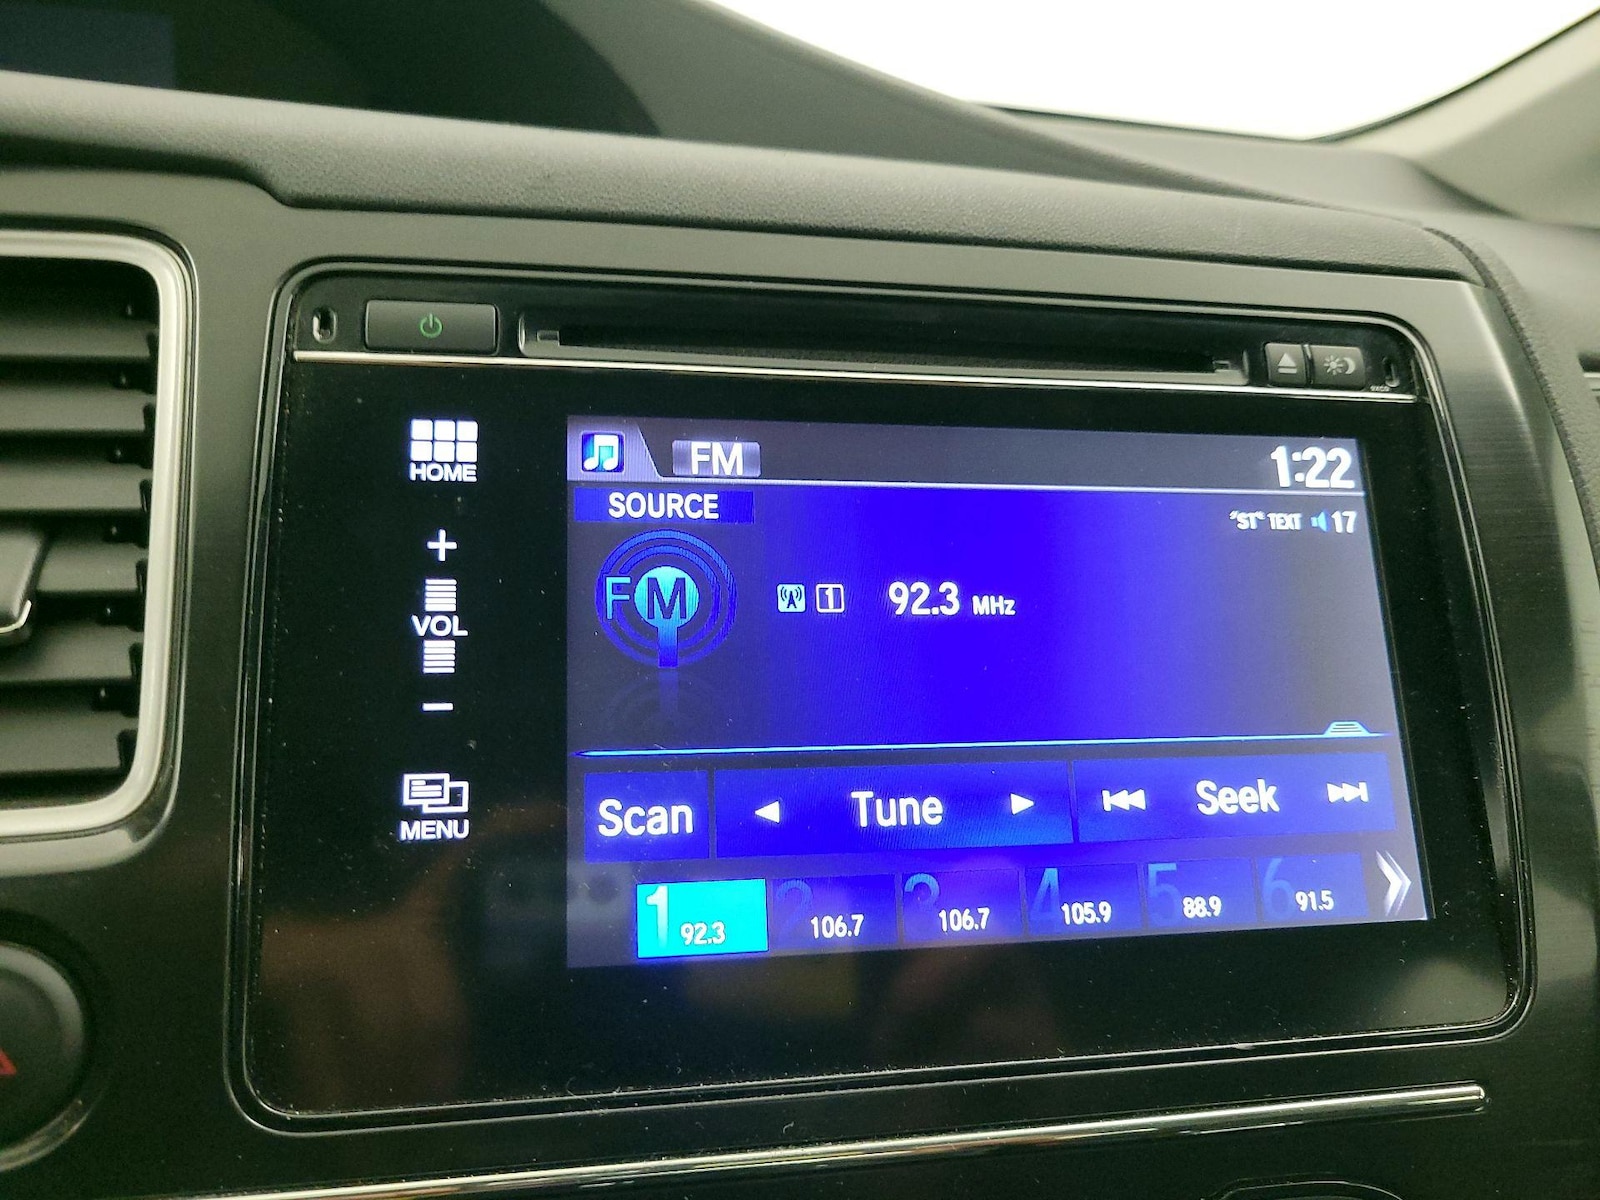 FM
1:22
SOURCE
"ST" TEXT 17
FM
1 92.3 MHz
HOME
+
VOL
−
MENU
Scan Tune Seek
1 92.3 2 106.7 3 106.7 4 105.9 5 88.9 6 91.5